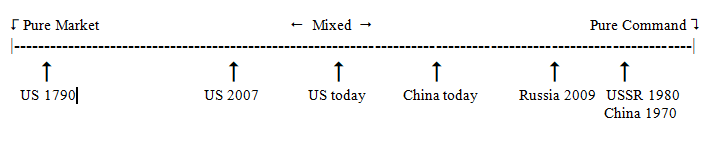 Pure Market ← Mixed → Pure Command
US 1790 US 2007 US today China today Russia 2009 USSR 1980
China 1970